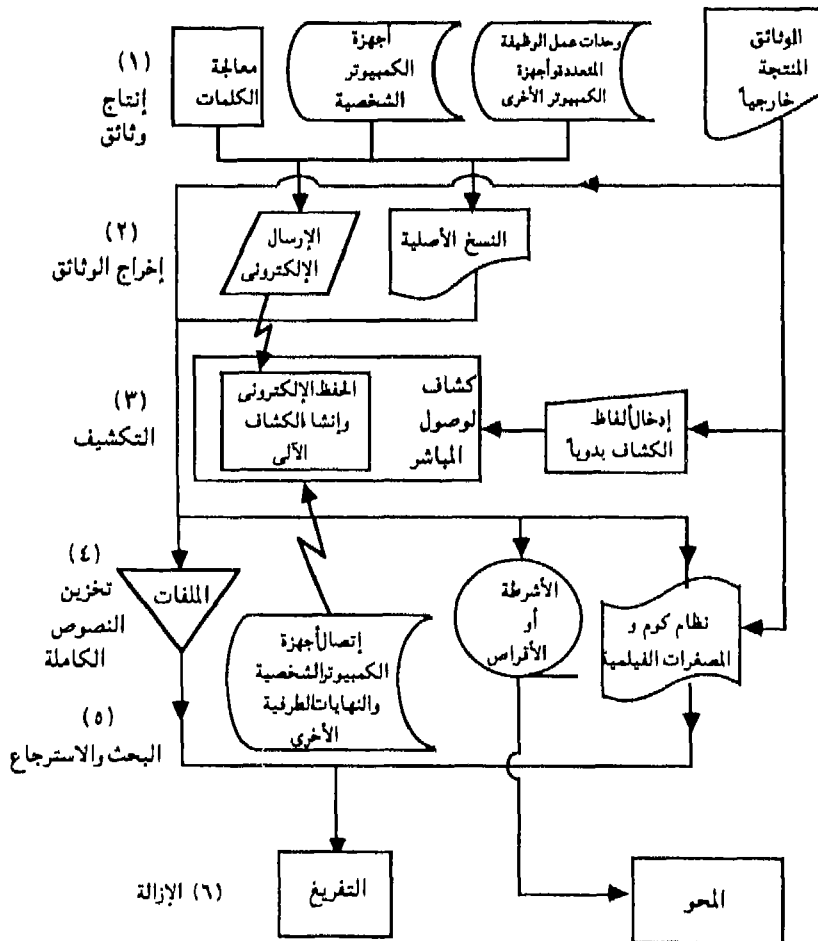 (١)
إنتاج
وثائق
معالجة
الكلمات
أجهزة
الكمبيوتر
الشخصية
وحدات عمل الوظيفة
المتعددة وأجهزة
الكمبيوتر الأخرى
الوثائق
المنتجة
خارجياً
(٢)
إخراج الوثائق
الإرسال
الإلكترونى
النسخ الأصلية
(٣)
التكشيف
الحفظ الإلكترونى
وإنشا الكشاف
الآلى
كشاف
لوصول
المباشر
إدخال ألفاظ
الكشاف بدوياً
(٤)
تخزين
النصوص
الكاملة
الملفات
الأشرطة
أو
الأقراص
نظام كوم و
المصغرات الفيلمية
إتصال أجهزة
الكمبيوتر الشخصية
والنهايات الطرفية
الأخري
(٥)
البحث والاسترجاع
(٦) الإزالة
التفريغ
المحو